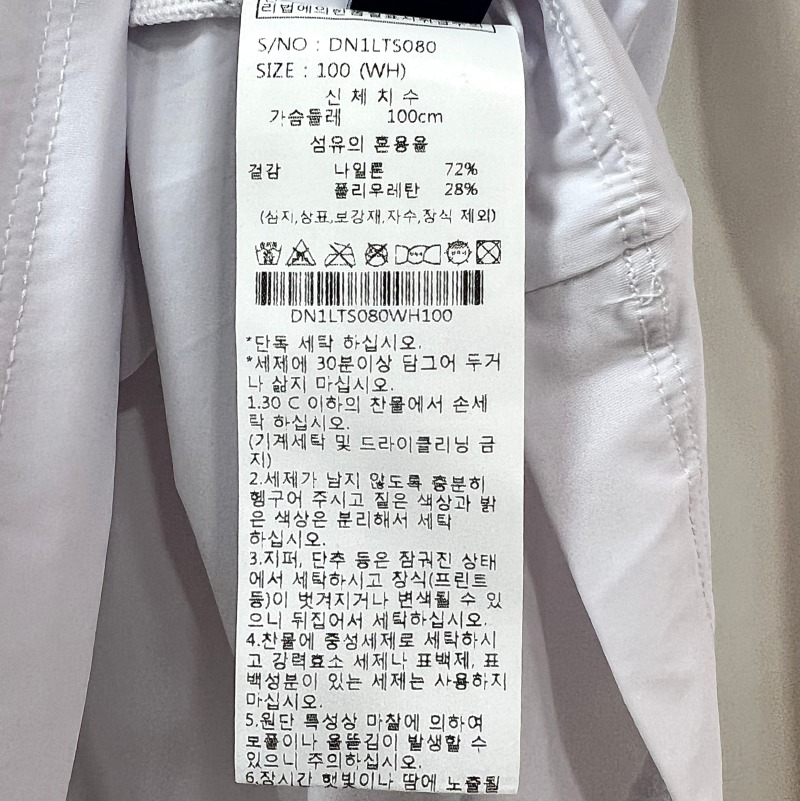 S/NO : DN1LTS080
SIZE : 100 (WH)
신 체 치 수
가슴둘레 100cm
섬유의 혼용율
겉감 나일론 72%
폴리우레탄 28%
(심지,상표,보강재,자수,장식 제외)
DN1LTS080WH100
*단독 세탁 하십시오.
*세제에 30분이상 담그어 두거
나 삶지 마십시오.
1.30 C 이하의 찬물에서 손세
탁 하십시오.
(기계세탁 및 드라이클리닝 금
지)
2.세제가 남지 않도록 충분히
헹구어 주시고 짙은 색상과 밝
은 색상은 분리해서 세탁
하십시오.
3.지퍼, 단추 등은 잠궈진 상태
에서 세탁하시고 장식(프린트
등)이 벗겨지거나 변색될 수 있
으니 뒤집어서 세탁하십시오.
4.찬물에 중성세제로 세탁하시
고 강력효소 세제나 표백제, 표
백성분이 있는 세제는 사용하지
마십시오.
5.원단 특성상 마찰에 의하여
보풀이나 올뜯김이 발생할 수
있으니 주의하십시오.
6.장시간 햇빛이나 땀에 노출될